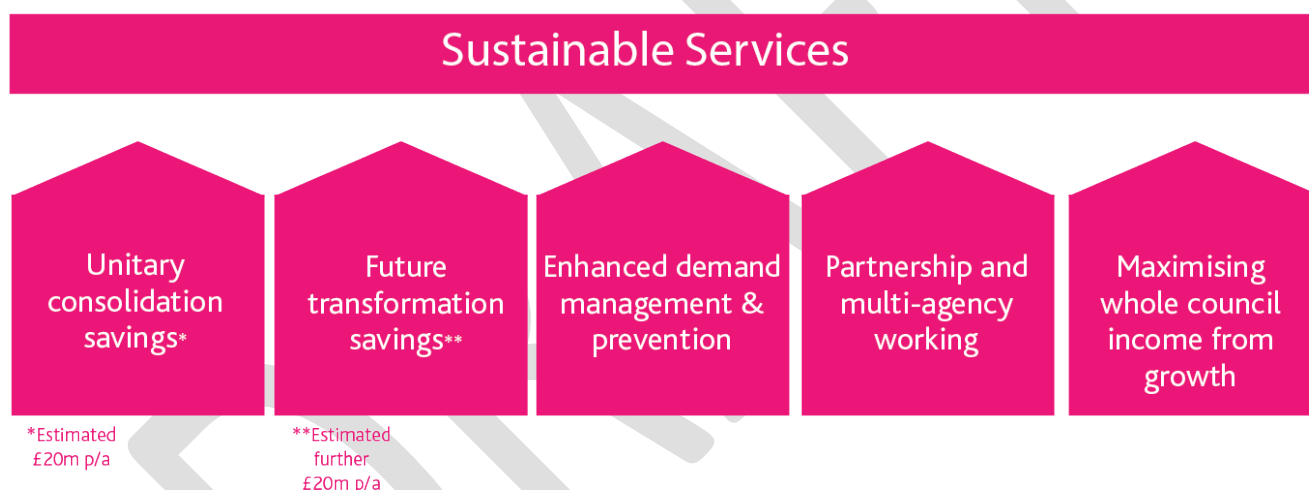 Sustainable Services
Unitary
consolidation
savings*
Future
transformation
savings**
Enhanced demand
management &
prevention
Partnership and
multi-agency
working
Maximising
whole council
income from
growth
*Estimated
£20m p/a
**Estimated
further
£20m p/a